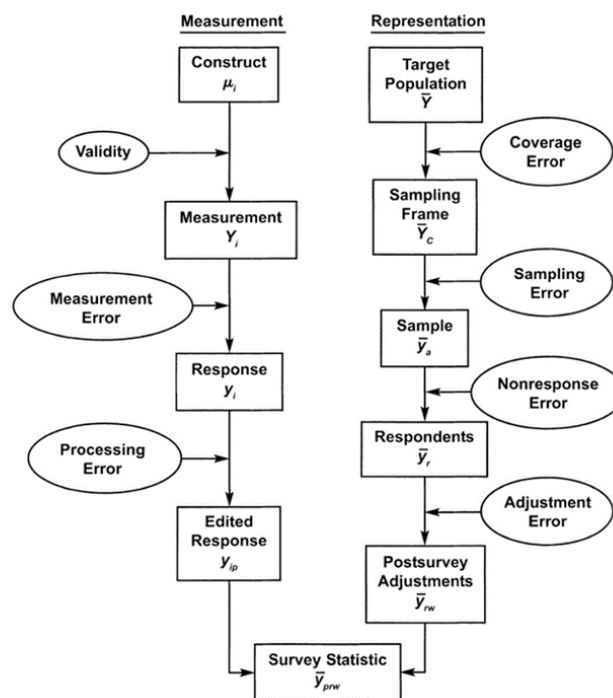 Measurement
Representation
Construct
μi
Target
Population
Ȳ
Validity
Coverage
Error
Measurement
Yi
Sampling
Frame
ȲC
Measurement
Error
Sampling
Error
Sample
ȳa
Response
yi
Nonresponse
Error
Processing
Error
Respondents
ȳr
Adjustment
Error
Edited
Response
yip
Postsurvey
Adjustments
ȳrw
Survey Statistic
ȳprw